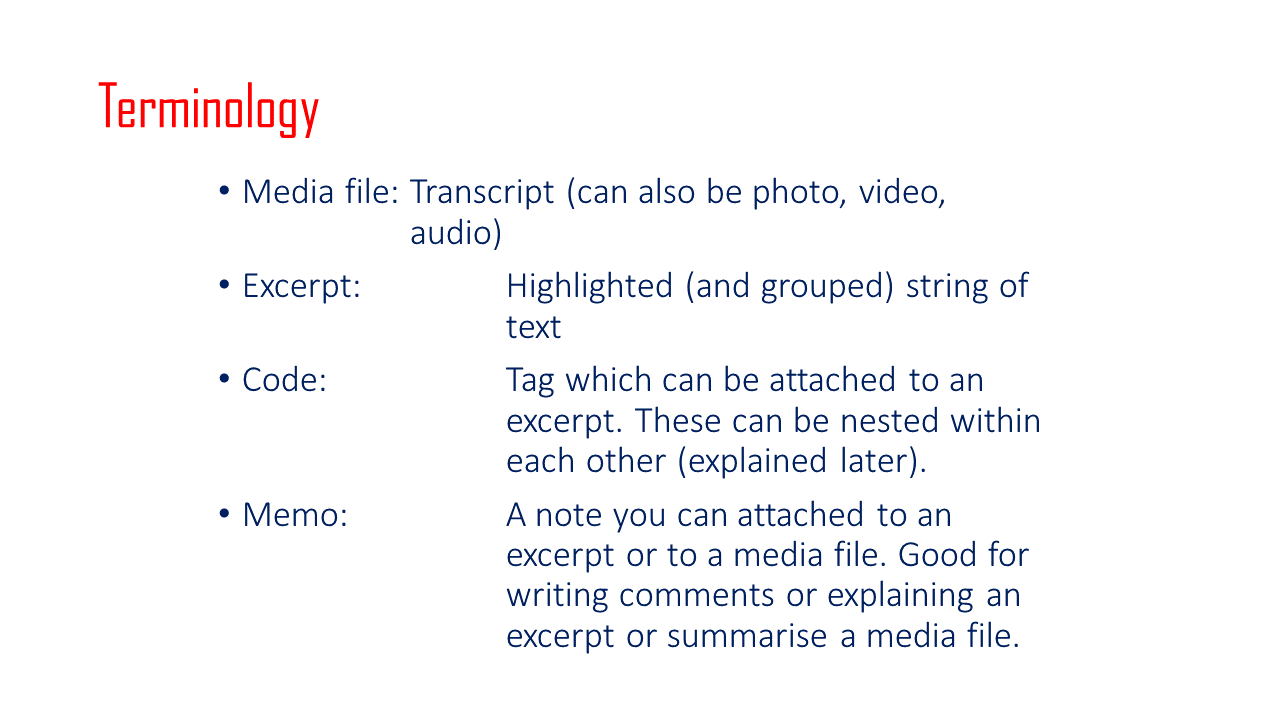 Terminology
• Media file: Transcript (can also be photo, video,
audio)
• Excerpt: Highlighted (and grouped) string of
text
• Code: Tag which can be attached to an
excerpt. These can be nested within
each other (explained later).
• Memo: A note you can attached to an
excerpt or to a media file. Good for
writing comments or explaining an
excerpt or summarise a media file.